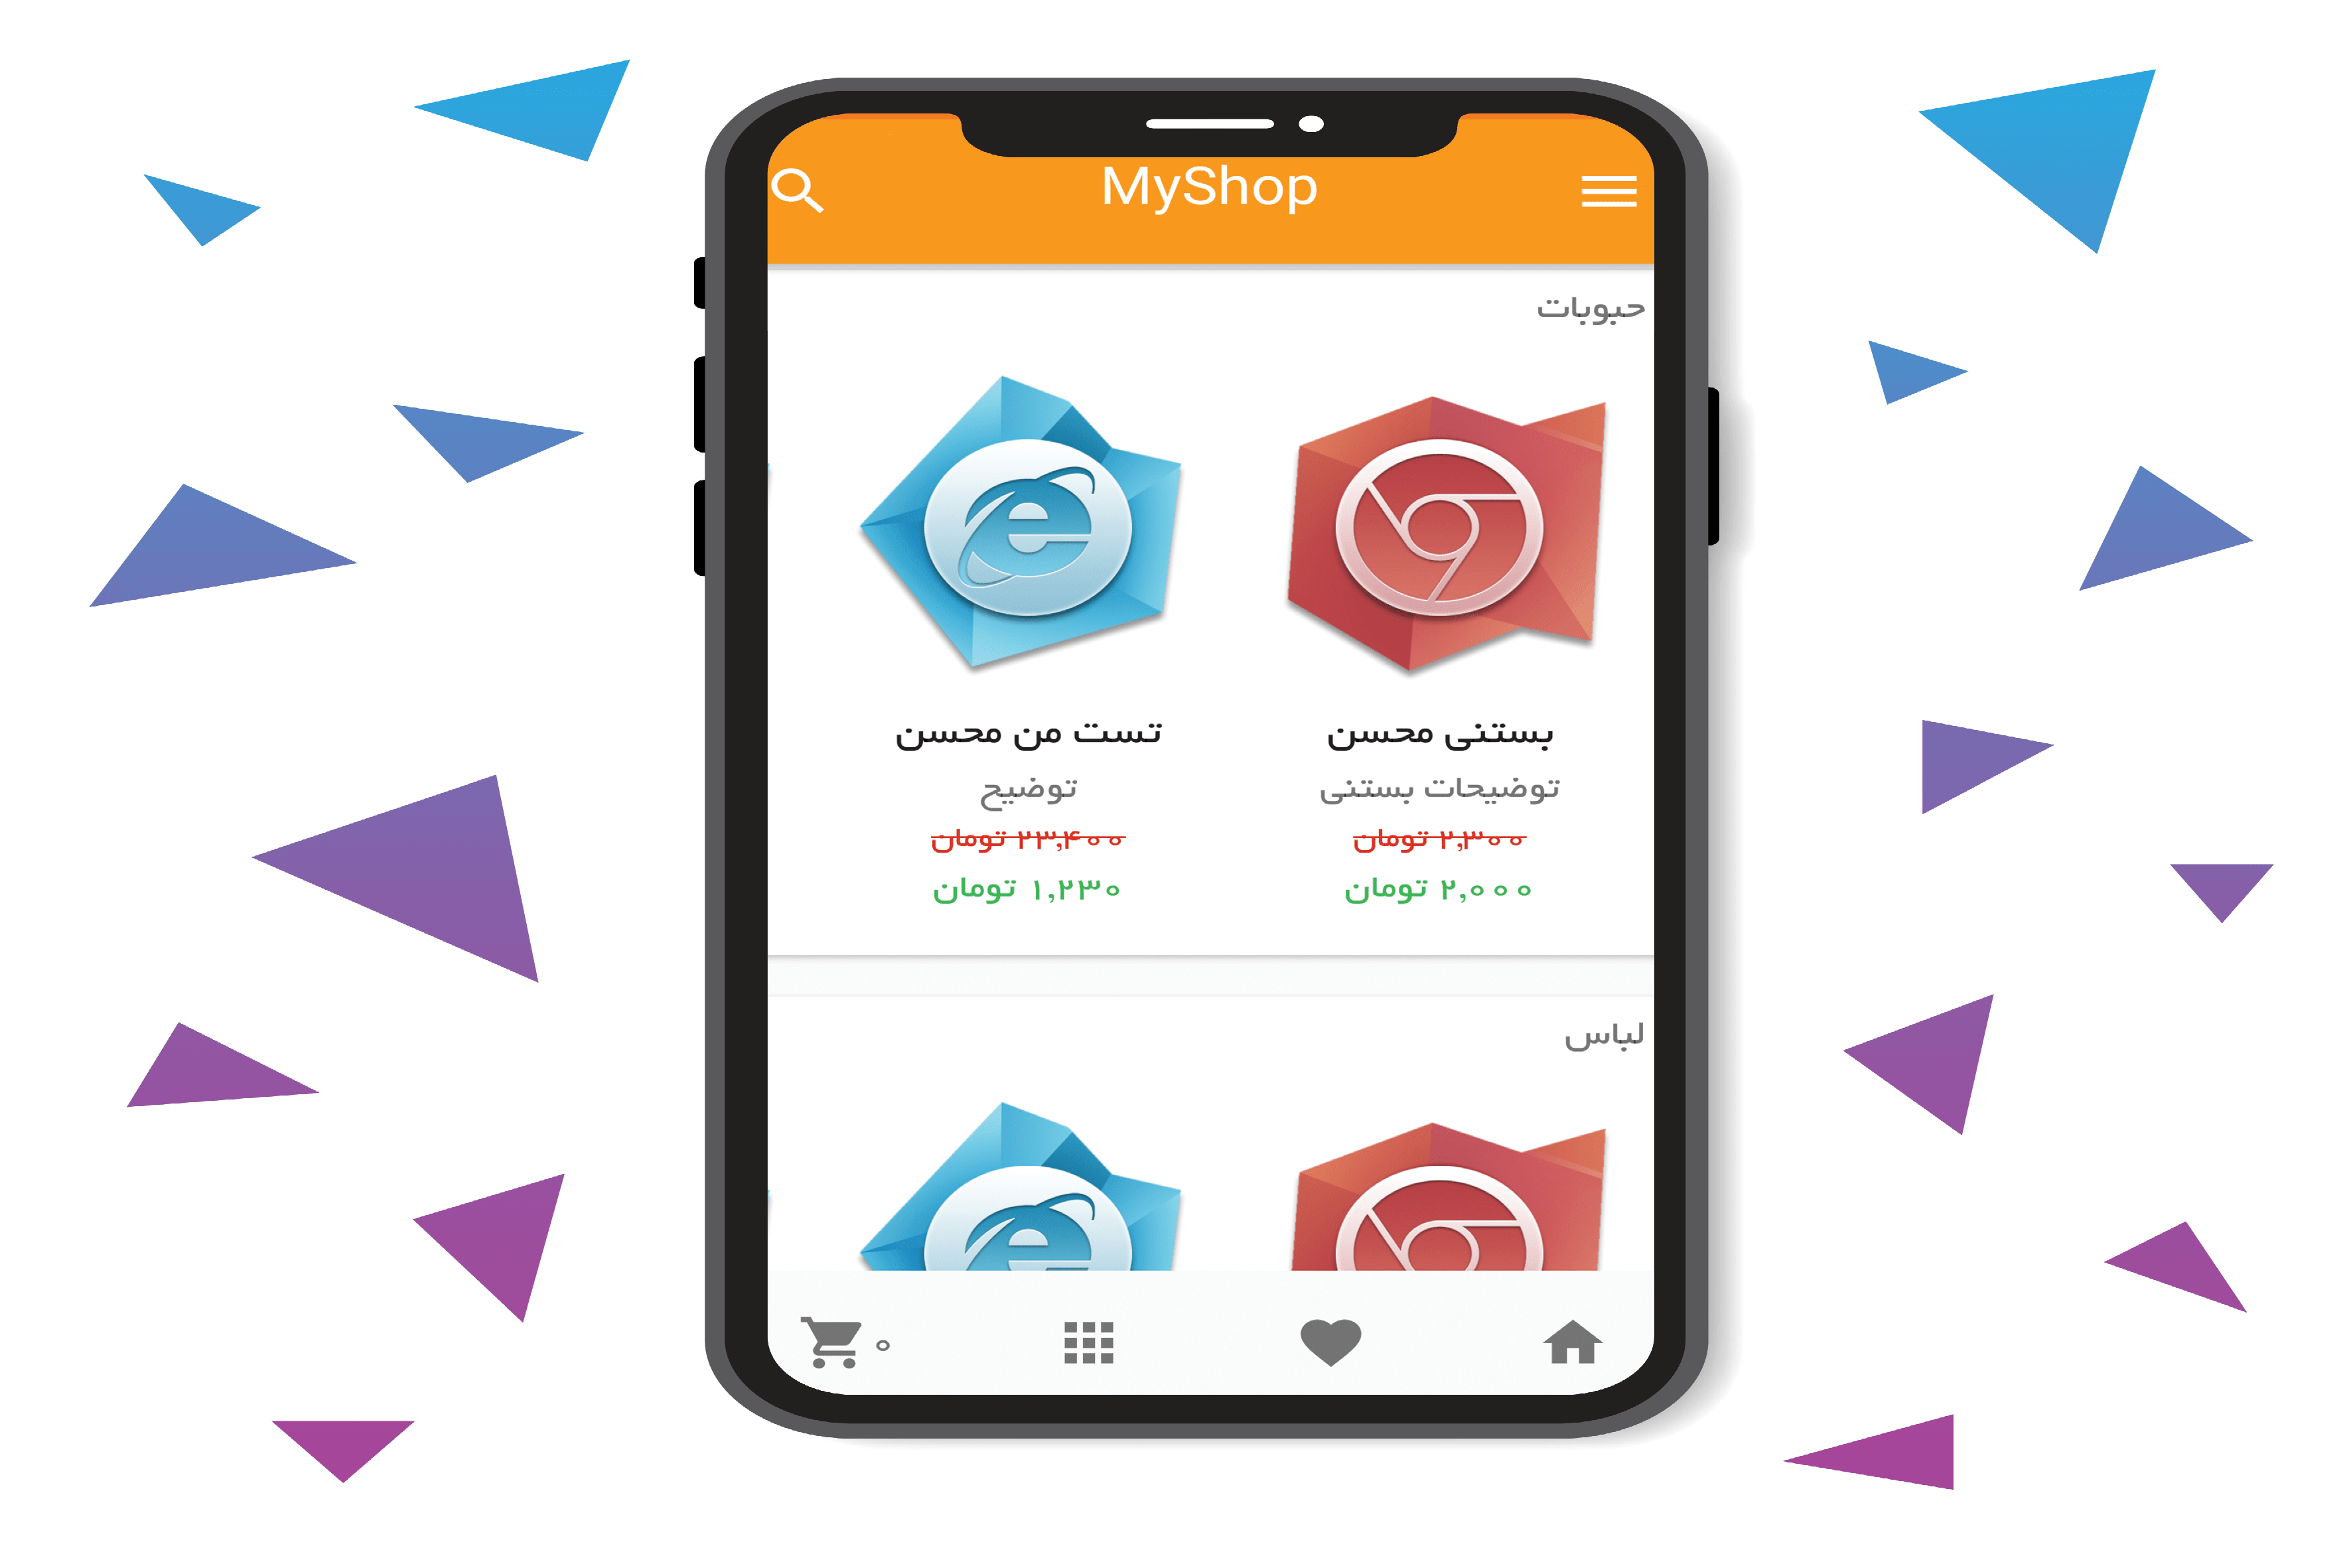 MyShop
حبوبات
بستنی محسن
توضیحات بستنی
۲,۳۰۰ تومان
۲,۰۰۰ تومان
تست من محسن
توضیح
۲۳,۴۰۰ تومان
۱,۲۳۰ تومان
لباس
۰